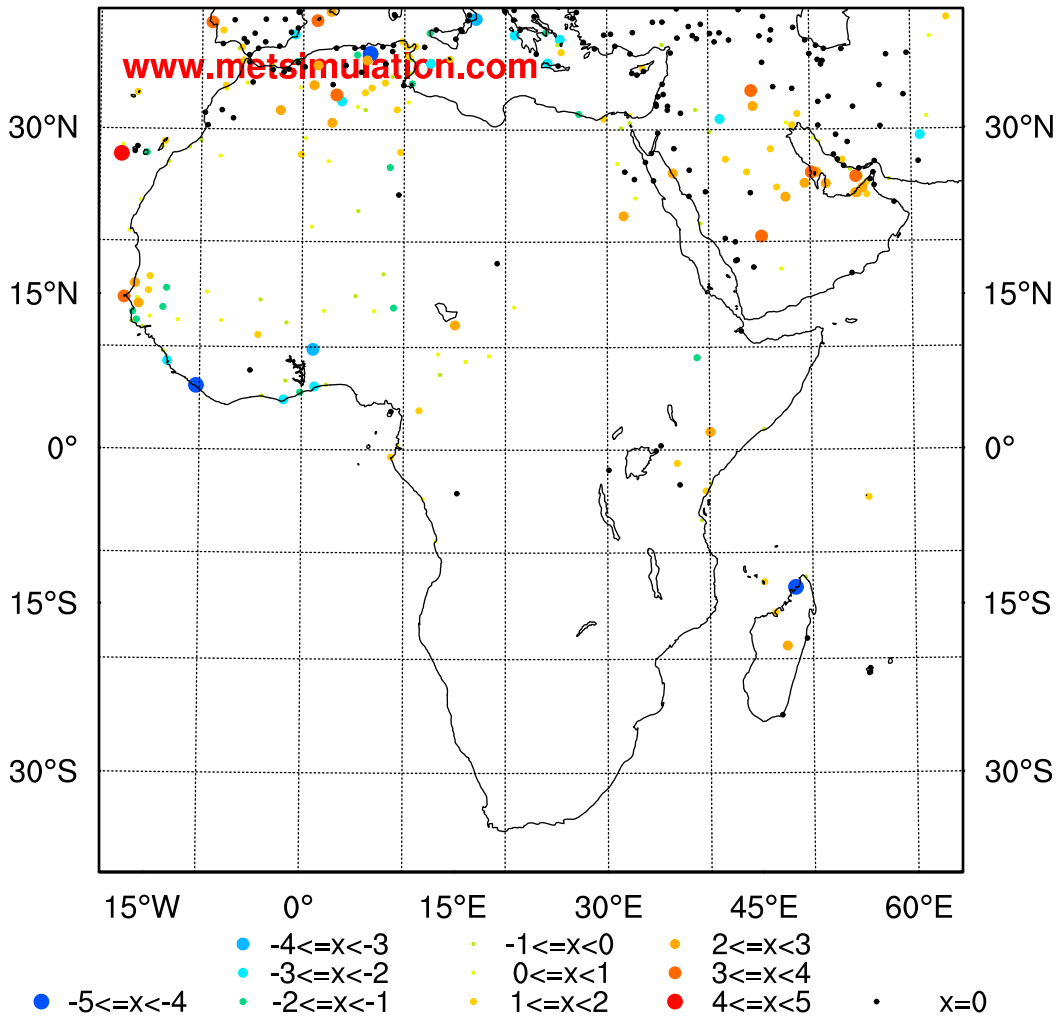 www.metsimulation.com
30°N 30°N
15°N 15°N
0° 0°
15°S 15°S
30°S 30°S
15°W 0° 15°E 30°E 45°E 60°E
-4<=x<-3 -1<=x<0 2<=x<3
-3<=x<-2 0<=x<1 3<=x<4
-5<=x<-4 -2<=x<-1 1<=x<2 4<=x<5 x=0